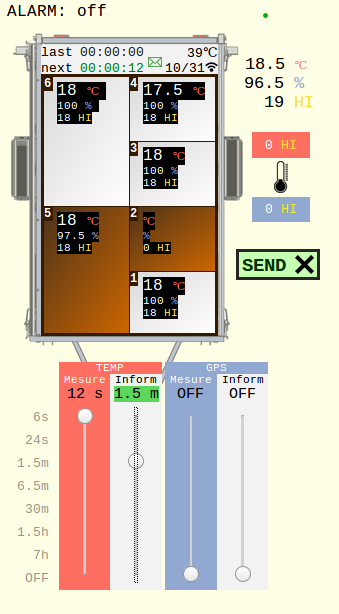 ALARM: off
last 00:00:00 39℃
next 00:00:12 10/31
18.5 ℃
96.5 %
19 HI
6 18 ℃
100 %
18 HI
4 17.5 ℃
100 %
18 HI
3 18 ℃
100 %
18 HI
5 18 ℃
97.5 %
18 HI
2 ℃
%
0 HI
1 18 ℃
100 %
18 HI
0 HI
0 HI
SEND
TEMP GPS
Mesure Inform Mesure Inform
12 s 1.5 m OFF OFF
6s
24s
1.5m
6.5m
30m
1.5h
7h
OFF